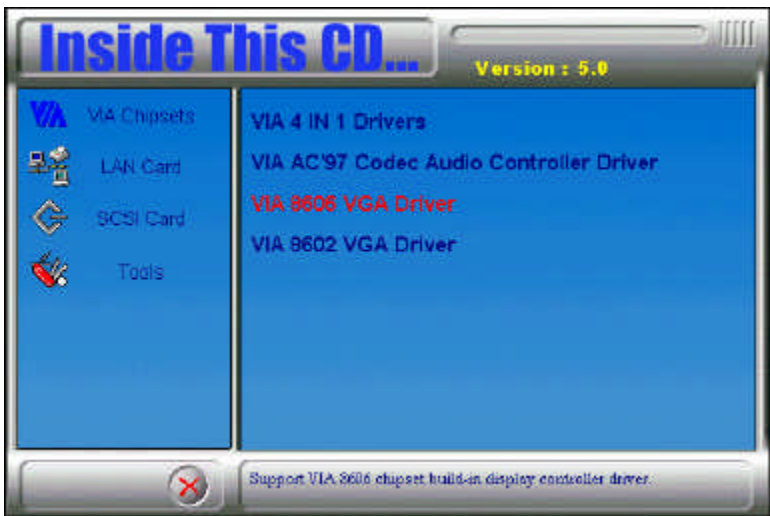 Inside This CD...
Version : 5.0
VIA
VIA Chipsets
LAN Card
SCSI Card
Tools
VIA 4 IN 1 Drivers
VIA AC'97 Codec Audio Controller Driver
VIA 8606 VGA Driver
VIA 8602 VGA Driver
Support VIA 8606 chipset build-in display controller driver.